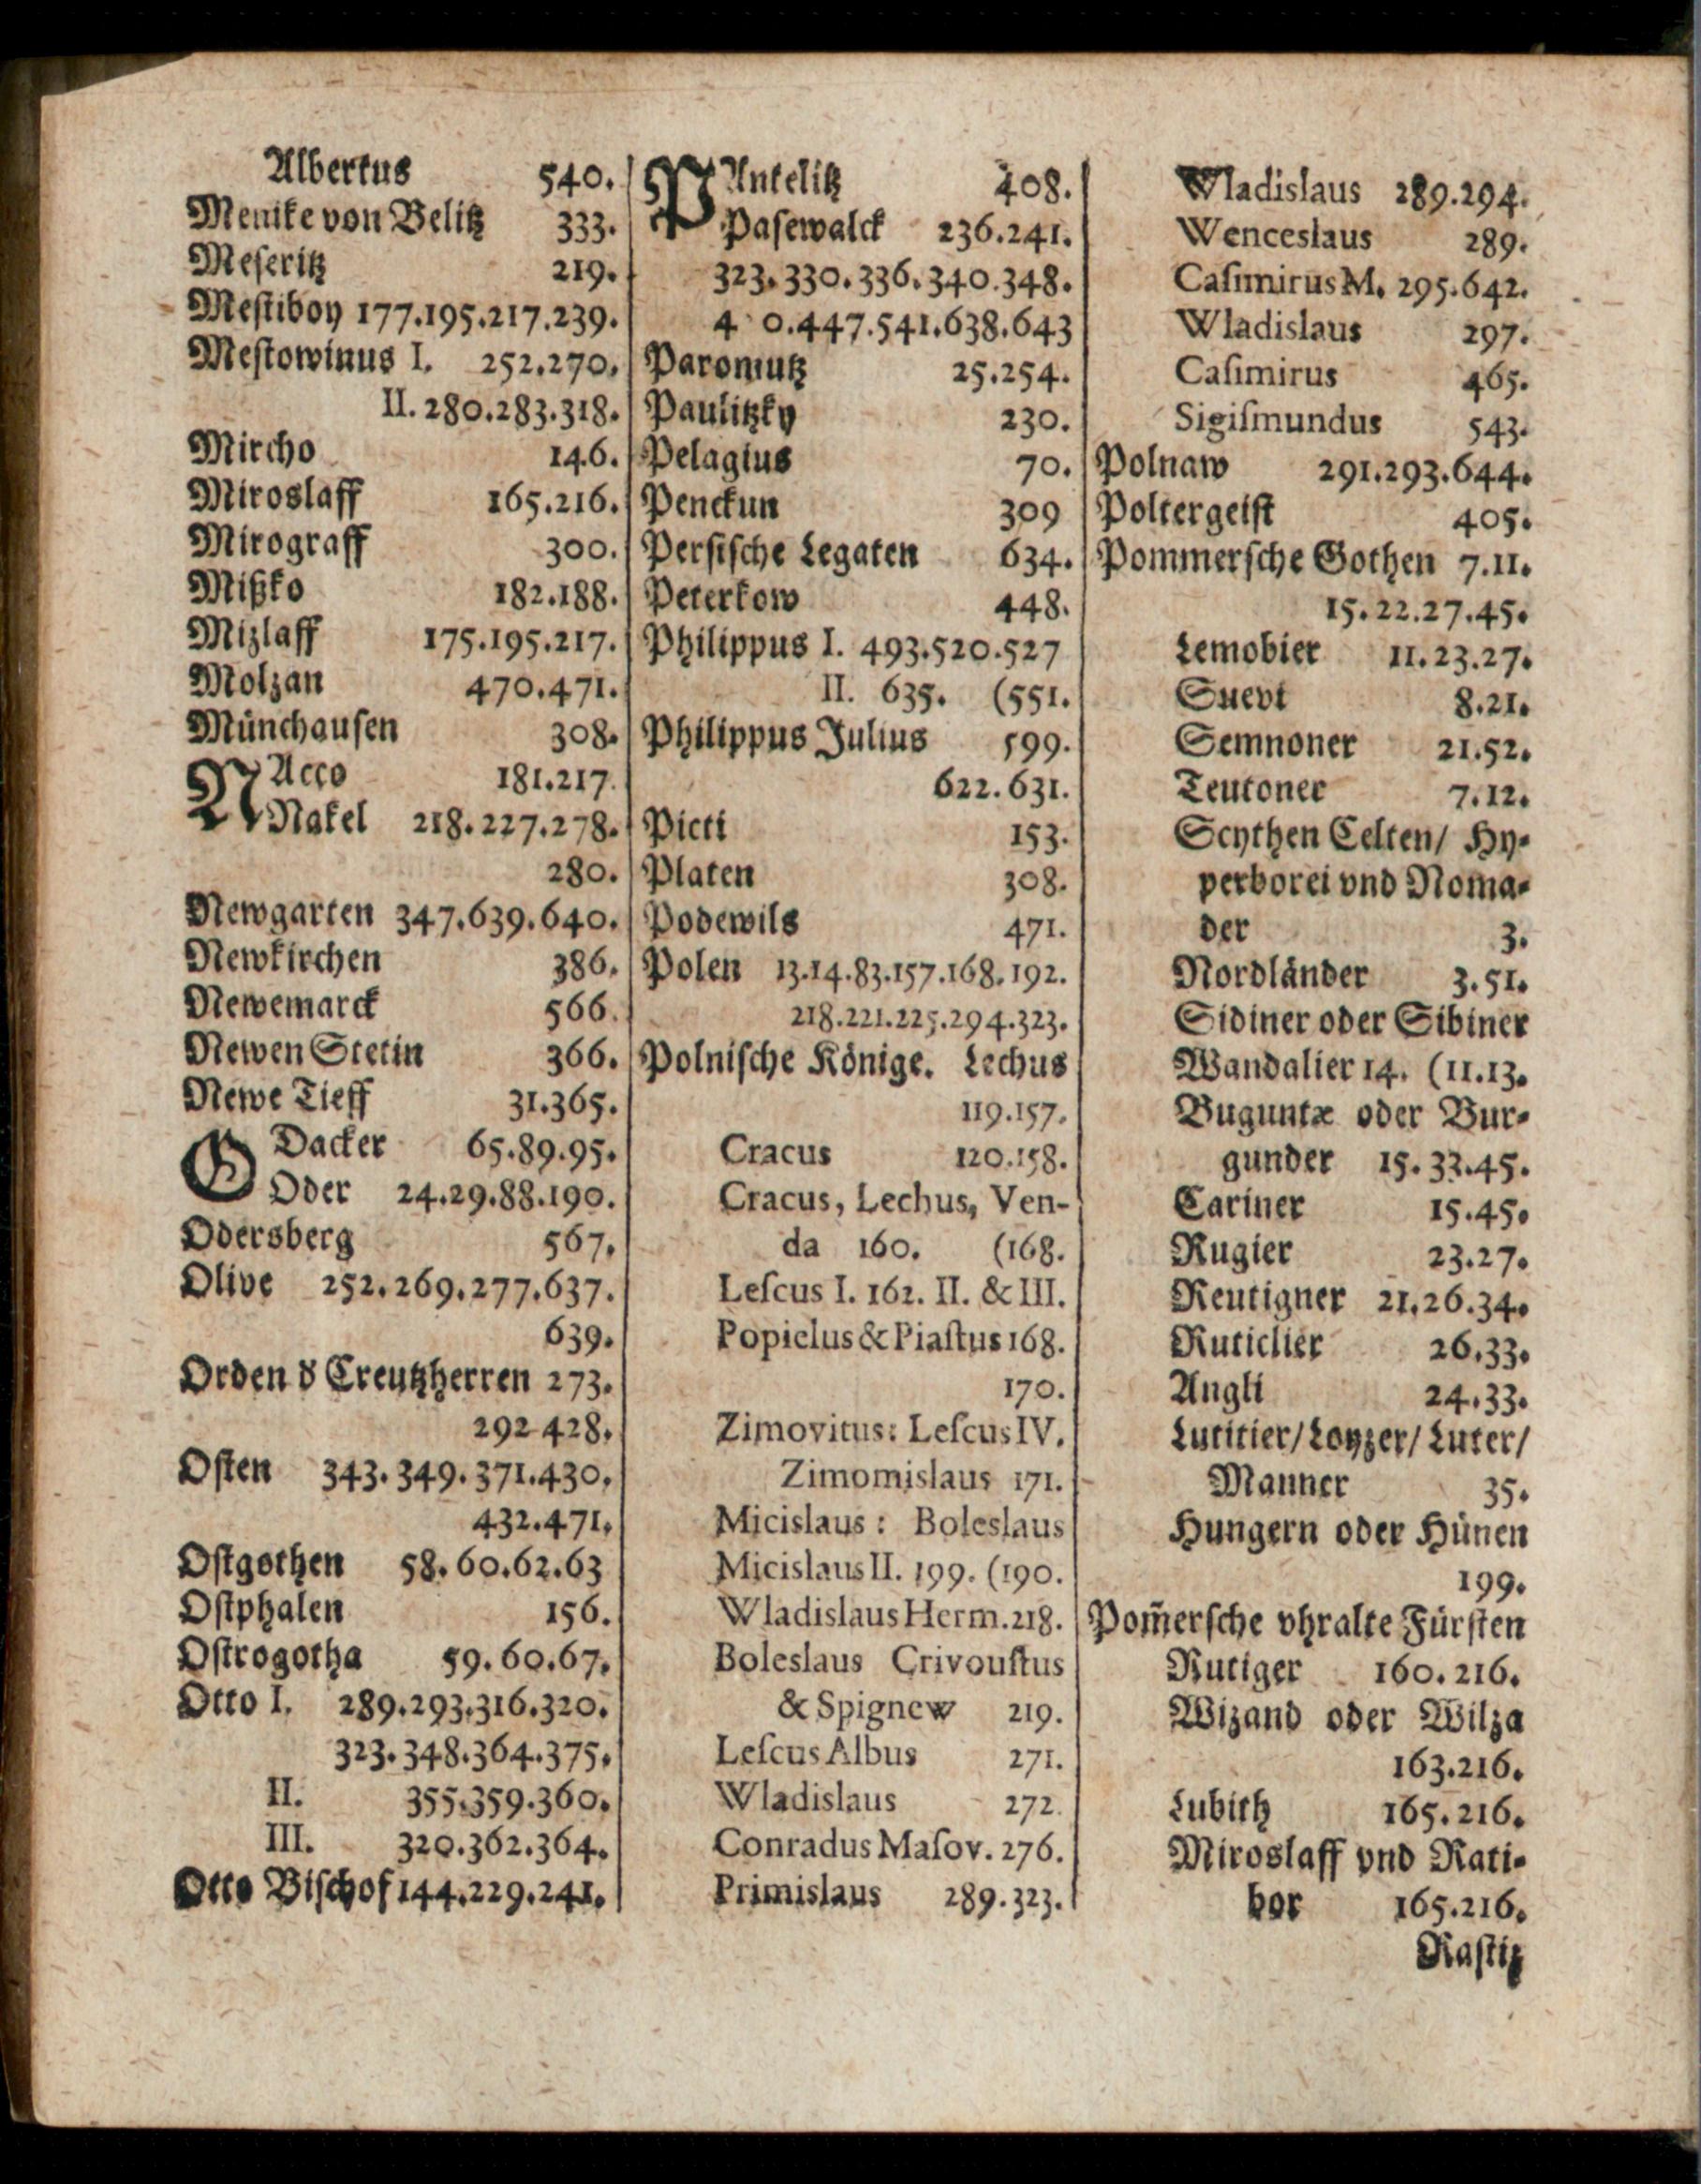 Albertus 540.
Menike von Belitz 333.
Meseritz 219.
Mestiboy 177.195.217.239.
Mestowinus I. 252.270.
II. 280.283.318.
Mircho 146.
Miroslaff 165.216.
Mirograff 300.
Mißko 182.188.
Mizlaff 175.195.217.
Molzan 470.471.
Münchausen 308.
NAcco 181.217.
Nakel 218.227.278.
280.
Newgarten 347.639.640.
Newkirchen 386.
Newemarck 566.
Newen Stetin 366.
Newe Tieff 31.365.
ODacker 65.89.95.
Oder 24.29.88.190.
Odersberg 567.
Olive 252.269.277.637.
639.
Orden d Creutzherren 273.
292 428.
Osten 343.349.371.430.
432.471.
Ostgothen 58.60.62.63
Ostphalen 156.
Ostrogotha 59.60.67.
Otto I. 289.293.316.320.
323.348.364.375.
II. 355.359.360.
III. 320.362.364.
Otto Bischof 144.229.241.
PAntelitz 408.
Pasewalck 236.241.
323.330.336.340.348.
4 0.447.541.638.643
Paromutz 25.254.
Paulitzky 230.
Pelagius 70.
Penckun 309
Persische Legaten 634.
Peterkow 448.
Philippus I. 493.520.527
II. 635. (551.
Philippus Julius 599.
622.631.
Picti 153.
Platen 308.
Podewils 471.
Polen 13.14.83.157.168.192.
218.221.225.294.323.
Polnische Könige. Lechus
119.157.
Cracus 120.158.
Cracus, Lechus, Ven-
da 160. (168.
Leſcus I. 162. II. & III.
Popielus & Piaſtus 168.
170.
Zimovitus: Leſcus IV.
Zimomislaus 171.
Micislaus: Boleslaus
Micislaus II. 199. (190.
Wladislaus Herm. 218.
Boleslaus Crivouſtus
& Spignew 219.
Leſcus Albus 271.
Wladislaus 272.
Conradus Maſov. 276.
Primislaus 289.323.
Wladislaus 289.294.
Wenceslaus 289.
Caſimirus M. 295.642.
Wladislaus 297.
Caſimirus 465.
Sigiſmundus 543.
Polnaw 291.293.644.
Poltergeist 405.
Pommersche Gothen 7.11.
15.22.27.45.
Lemobier 11.23.27.
Suevi 8.21.
Semnoner 21.52.
Teutoner 7.12.
Scythen Celten/ Hy-
perborei vnd Noma-
der 3.
Nordländer 3.51.
Sidiner oder Sibiner
Wandalier 14. (11.13.
Buguntæ oder Bur-
gunder 15.33.45.
Cariner 15.45.
Rugier 23.27.
Reutigner 21.26.34.
Ruticlier 26.33.
Angli 24.33.
Lutitier/ Loyzer/ Luter/
Manner 35.
Hungern oder Hünen
199.
Pom̃ersche vhralte Fürsten
Rutiger 160.216.
Wizand oder Wilza
163.216.
Lubith 165.216.
Miroslaff vnd Rati-
bor 165.216.
Rastiz